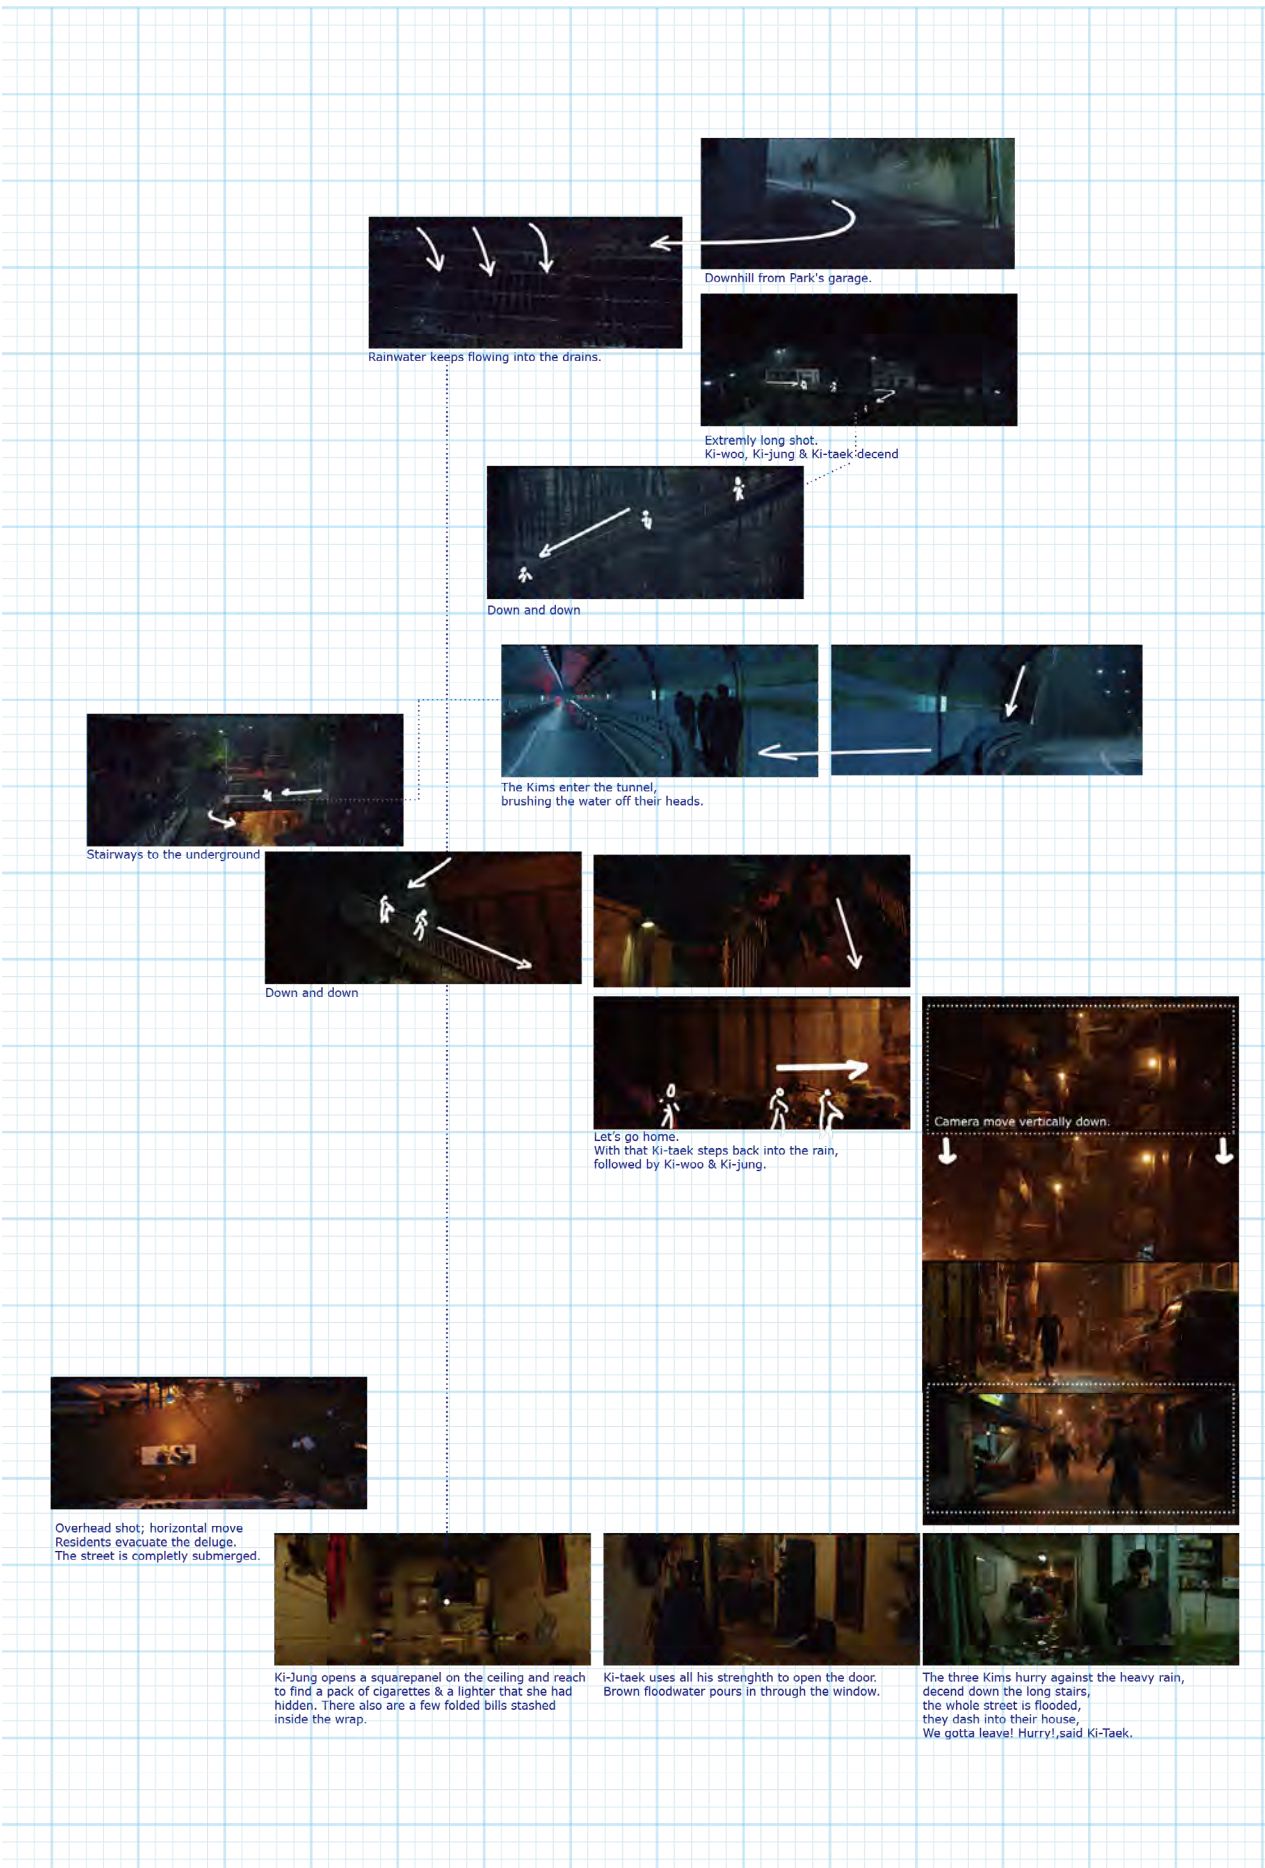 Downhill from Park's garage.
Rainwater keeps flowing into the drains.
Extremly long shot.
Ki-woo, Ki-jung & Ki-taek decend
Down and down
The Kims enter the tunnel,
brushing the water off their heads.
Stairways to the underground
Down and down
Camera move vertically down.
Let's go home.
With that Ki-taek steps back into the rain,
followed by Ki-woo & Ki-jung.
Overhead shot; horizontal move
Residents evacuate the deluge.
The street is completly submerged.
Ki-Jung opens a squarepanel on the ceiling and reach
to find a pack of cigarettes & a lighter that she had
hidden. There also are a few folded bills stashed
inside the wrap.
Ki-taek uses all his strenghth to open the door.
Brown floodwater pours in through the window.
The three Kims hurry against the heavy rain,
decend down the long stairs,
the whole street is flooded,
they dash into their house,
We gotta leave! Hurry!,said Ki-Taek.